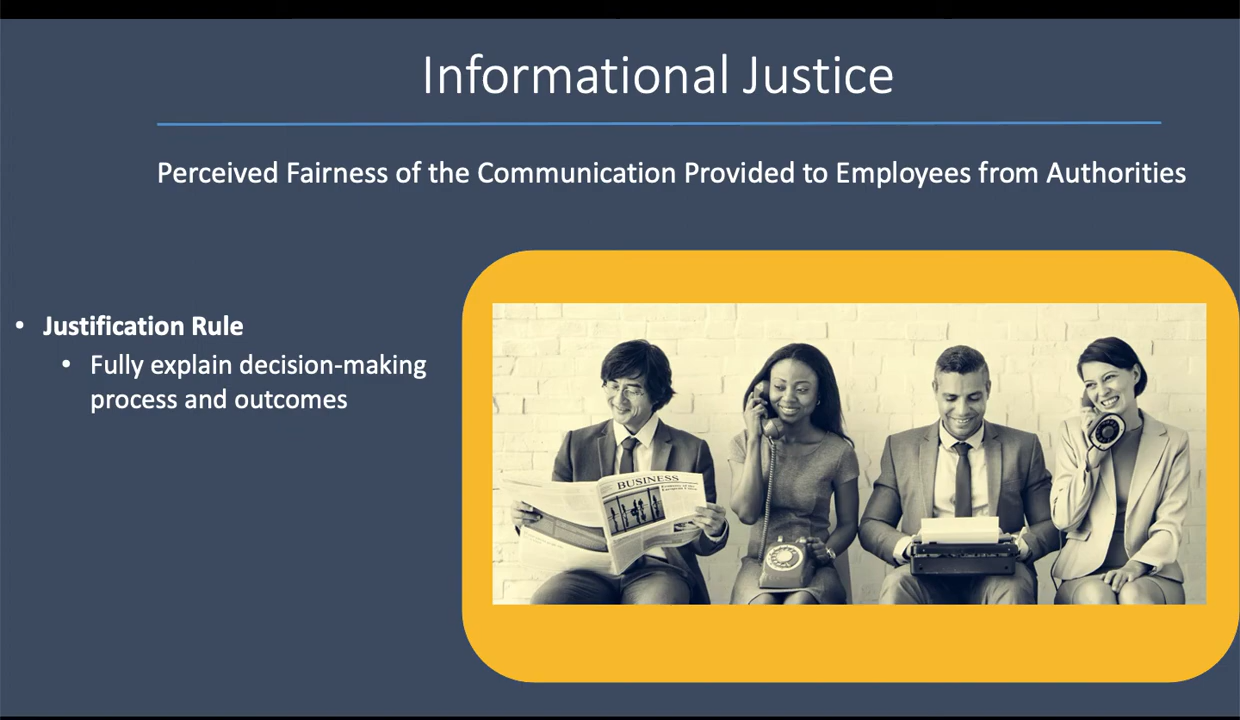 Informational Justice
Perceived Fairness of the Communication Provided to Employees from Authorities
• Justification Rule
• Fully explain decision-making
process and outcomes
BUSINESS